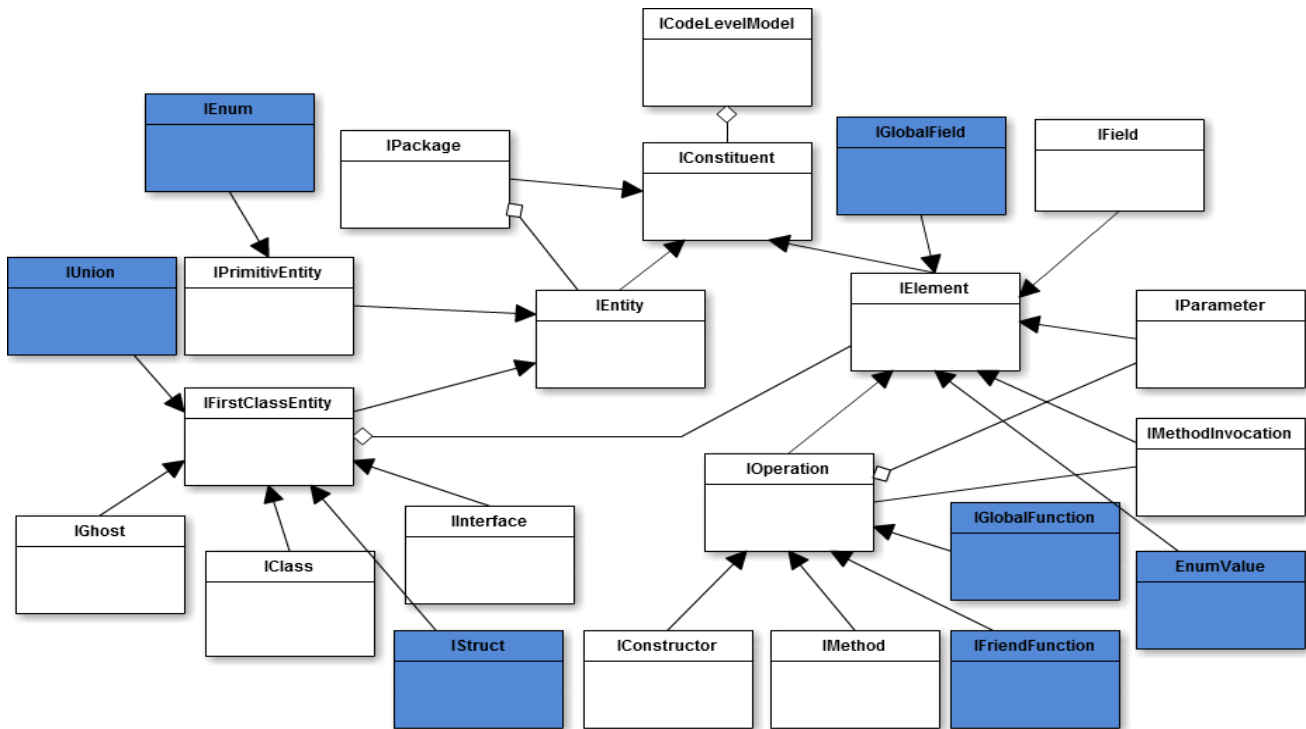 ICodeLevelModel
IEnum
IPackage
IConstituent
IGlobalField
IField
IUnion
IPrimitivEntity
IEntity
IElement
IParameter
IFirstClassEntity
IMethodInvocation
IOperation
IGhost
IInterface
IGlobalFunction
IClass
EnumValue
IStruct
IConstructor
IMethod
IFriendFunction